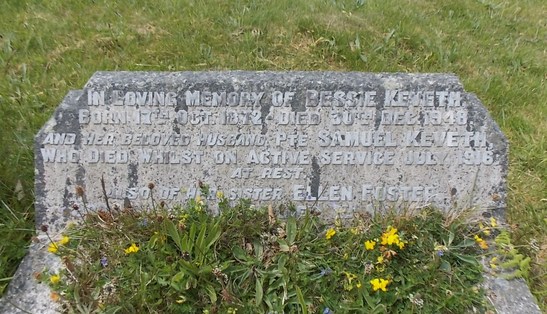 IN LOVING MEMORY OF BESSIE KEVETH
BORN 17TH OCT. 1872 DIED 30TH DEC. 1948
AND HER BELOVED HUSBAND, PTE SAMUEL KEVETH,
WHO DIED WHILST ON ACTIVE SERVICE JULY 1916
AT REST.
ALSO OF HER SISTER ELLEN FOSTER